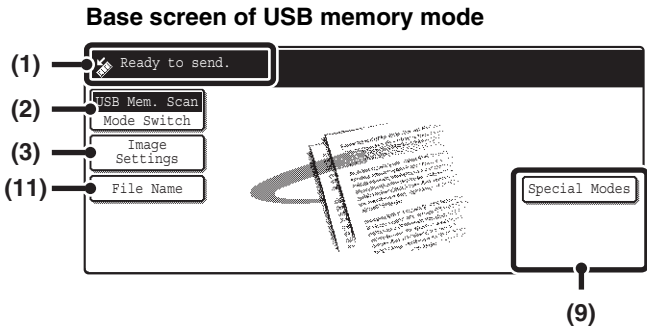 Base screen of USB memory mode
(1)
Ready to send.
(2)
USB Mem. Scan
Mode Switch
(3)
Image
Settings
(11)
File Name
Special Modes
(9)